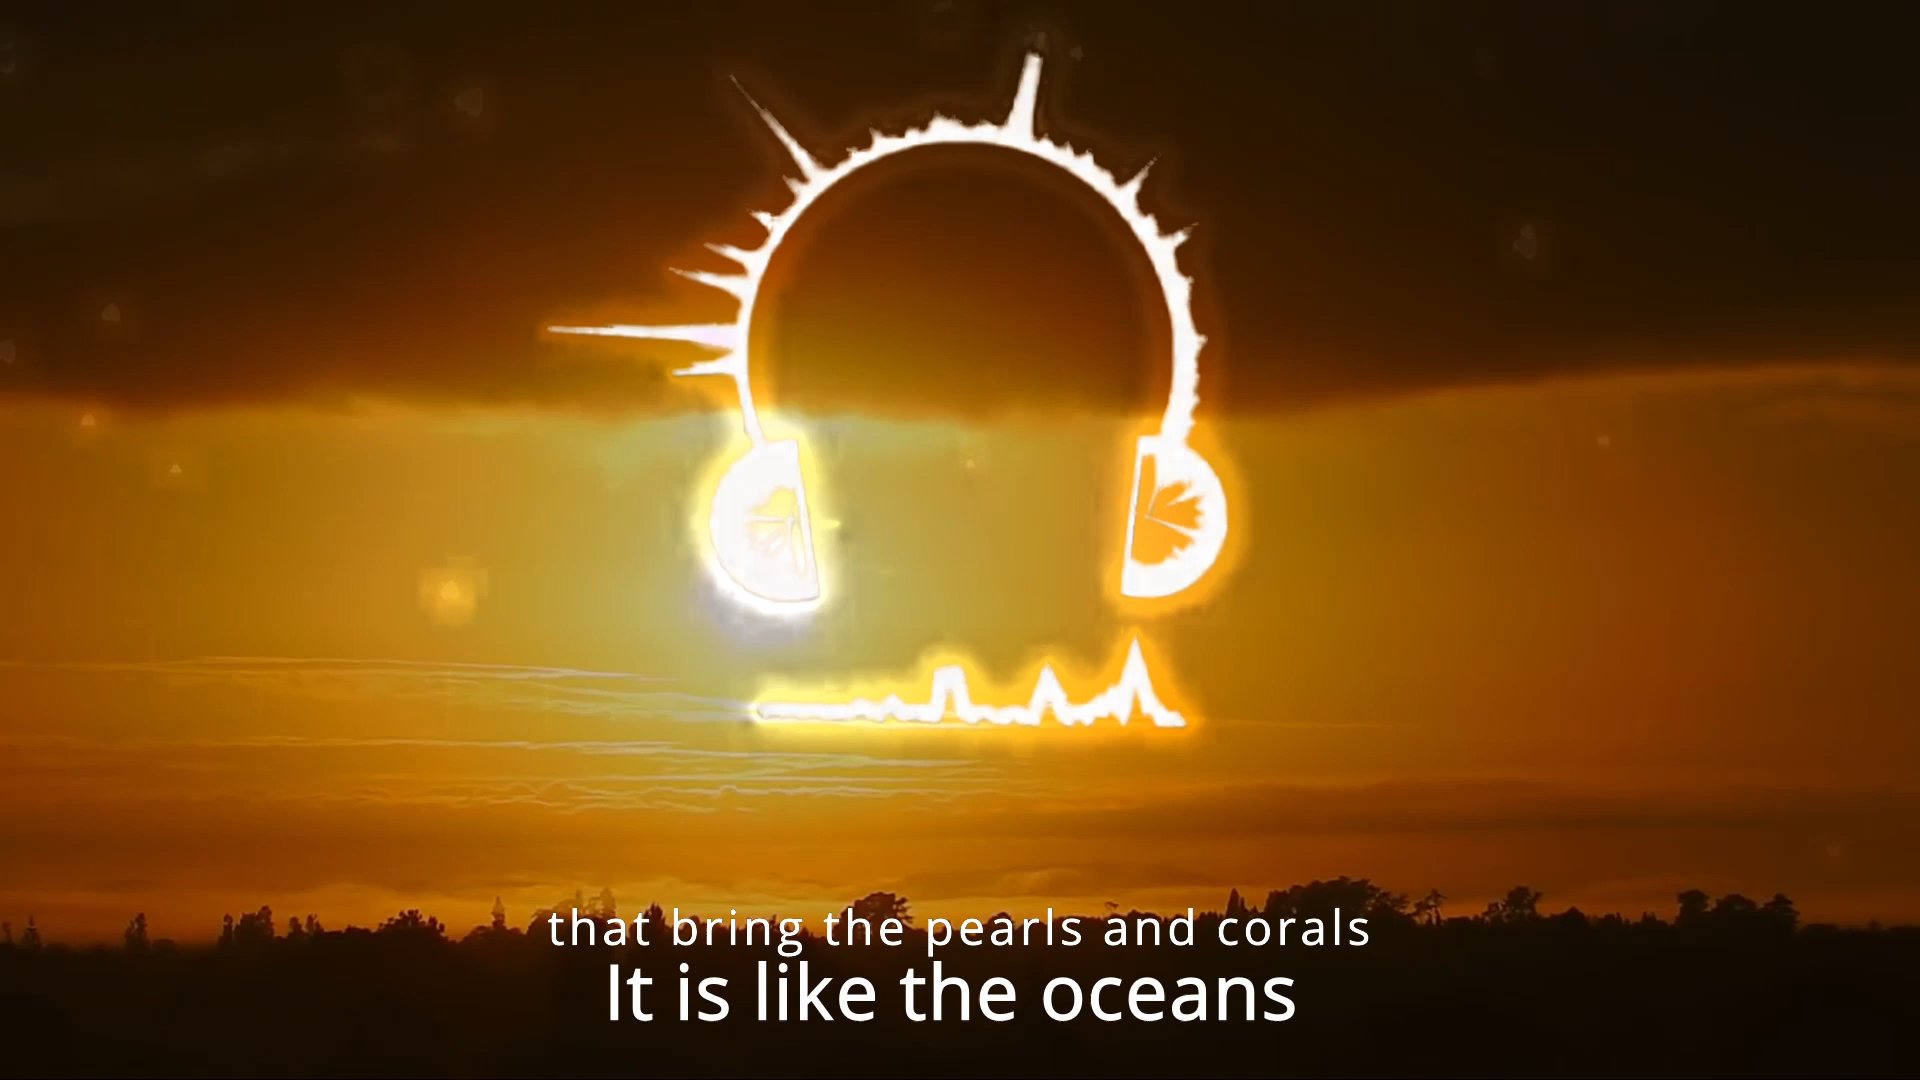 that bring the pearls and corals
It is like the oceans